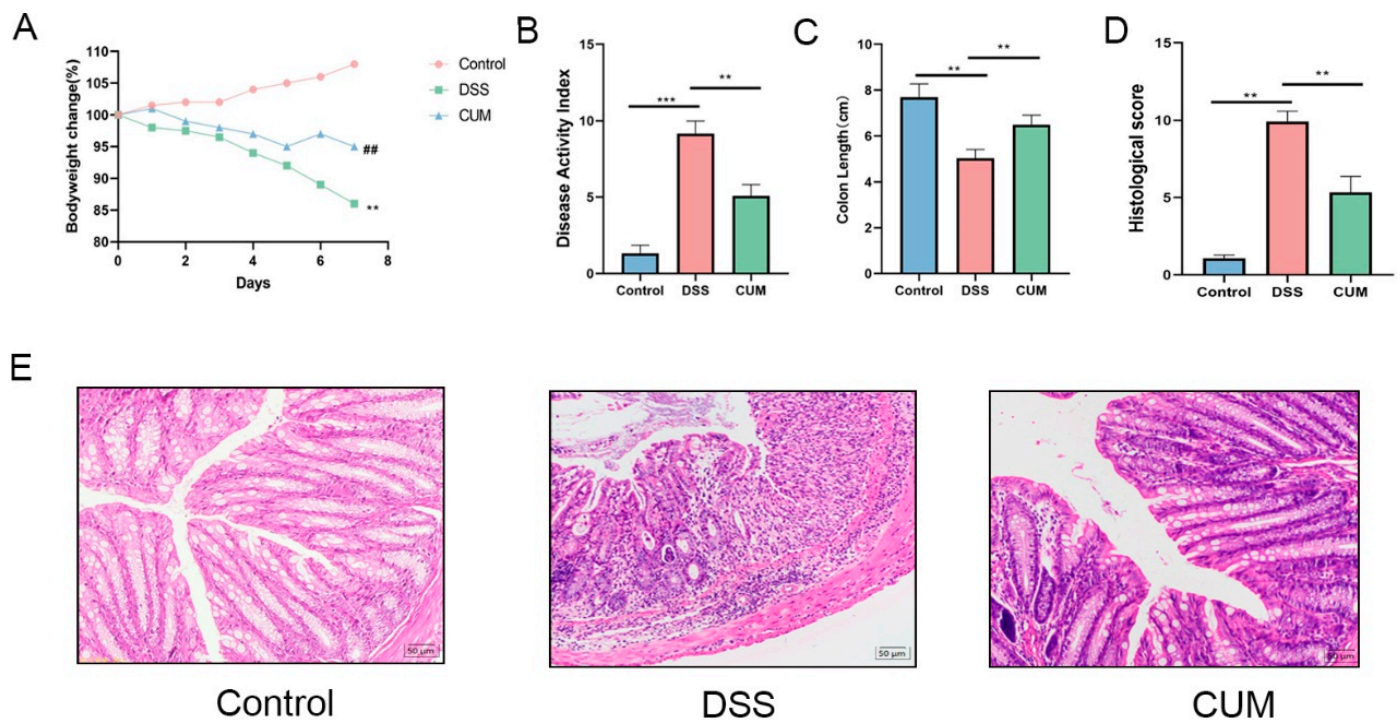 A
Bodyweight change(%)
110
105
100
95
90
85
80
0
2
4
6
8
Days
Control
DSS
CUM
##
**
B
Disease Activity Index
15
10
5
0
***
**
Control
DSS
CUM
C
Colon Length(cm)
10
8
6
4
2
0
**
**
Control
DSS
CUM
D
Histological score
15
10
5
0
**
**
Control
DSS
CUM
E
50 μm
50 μm
50 μm
Control
DSS
CUM